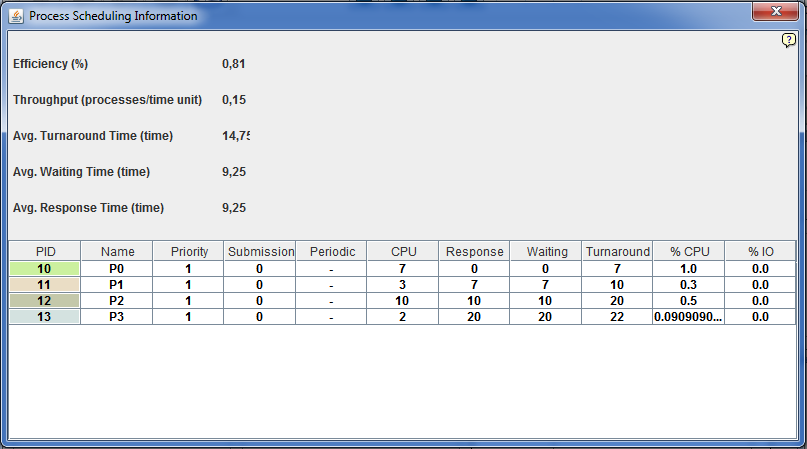 Process Scheduling Information
?
Efficiency (%) 0,81
Throughput (processes/time unit) 0,15
Avg. Turnaround Time (time) 14,75
Avg. Waiting Time (time) 9,25
Avg. Response Time (time) 9,25
PID Name Priority Submission Periodic CPU Response Waiting Turnaround % CPU % IO
10 P0 1 0 - 7 0 0 7 1.0 0.0
11 P1 1 0 - 3 7 7 10 0.3 0.0
12 P2 1 0 - 10 10 10 20 0.5 0.0
13 P3 1 0 - 2 20 20 22 0.0909090... 0.0